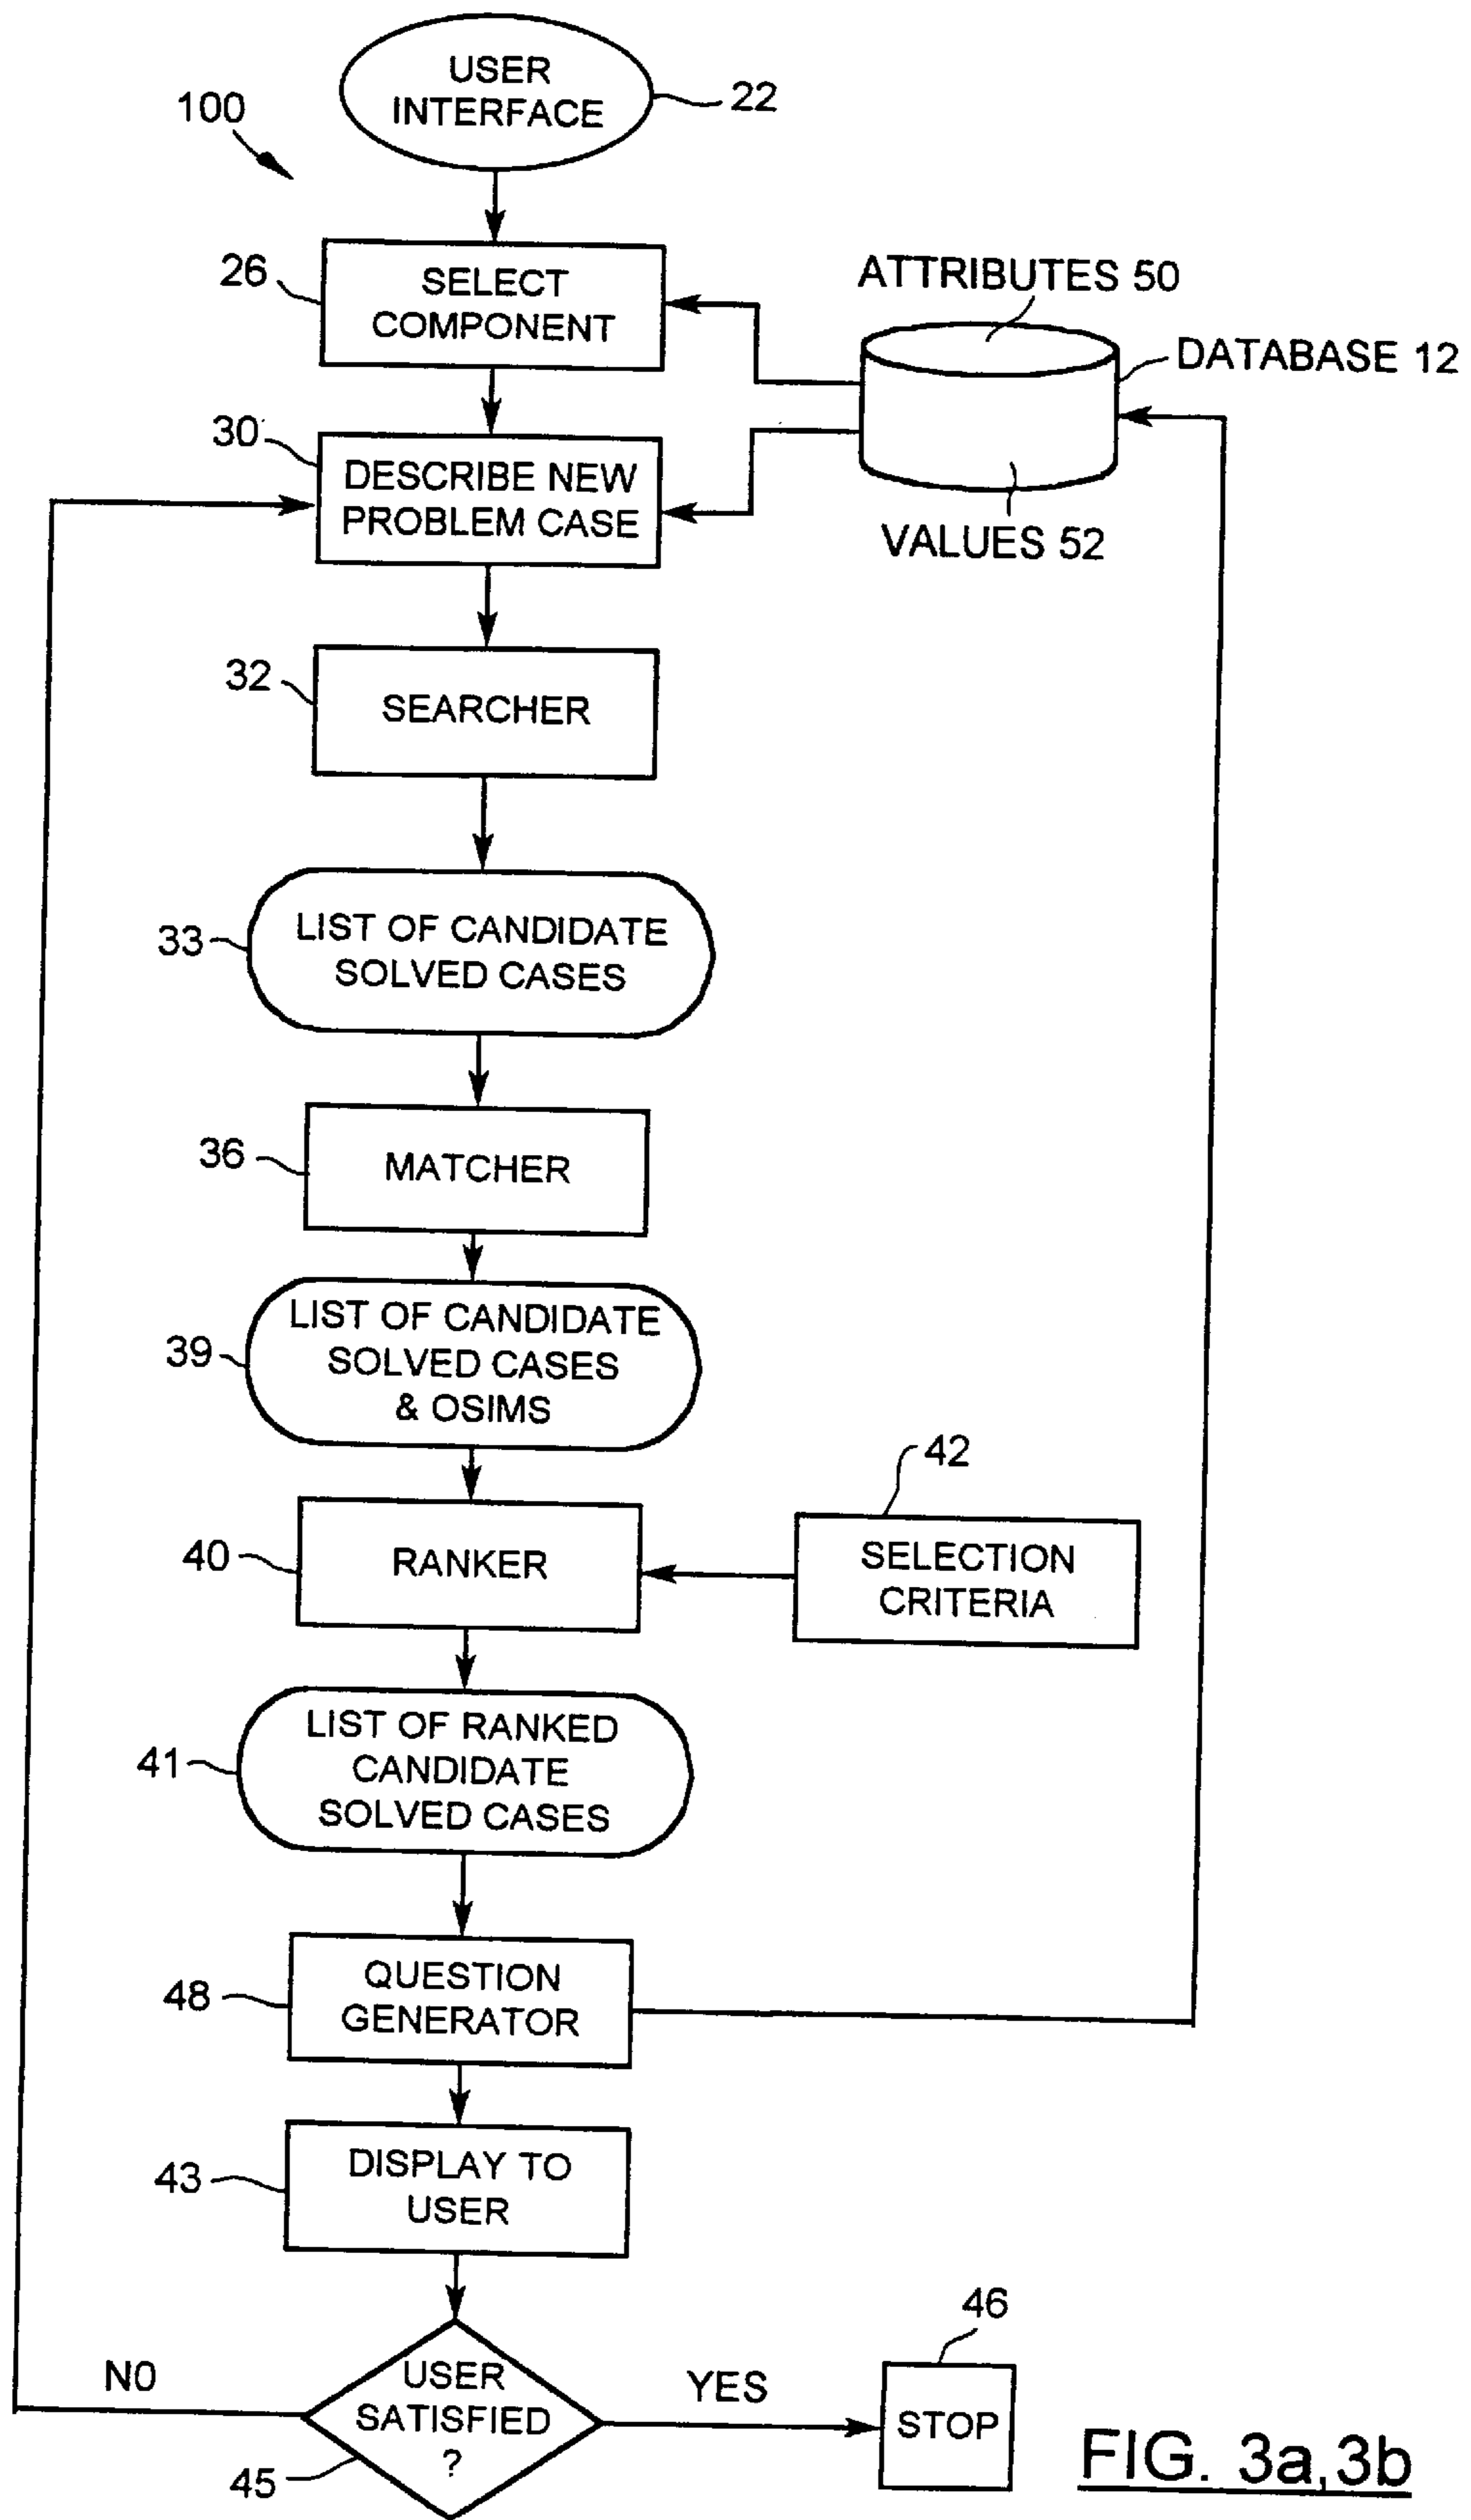 USER
INTERFACE
22
100
26
SELECT
COMPONENT
ATTRIBUTES 50
DATABASE 12
VALUES 52
30
DESCRIBE NEW
PROBLEM CASE
32
SEARCHER
33
LIST OF CANDIDATE
SOLVED CASES
36
MATCHER
39
LIST OF CANDIDATE
SOLVED CASES
& OSIMS
40
RANKER
42
SELECTION
CRITERIA
41
LIST OF RANKED
CANDIDATE
SOLVED CASES
48
QUESTION
GENERATOR
43
DISPLAY TO
USER
NO
USER
SATISFIED
?
45
YES
46
STOP
FIG. 3a,3b